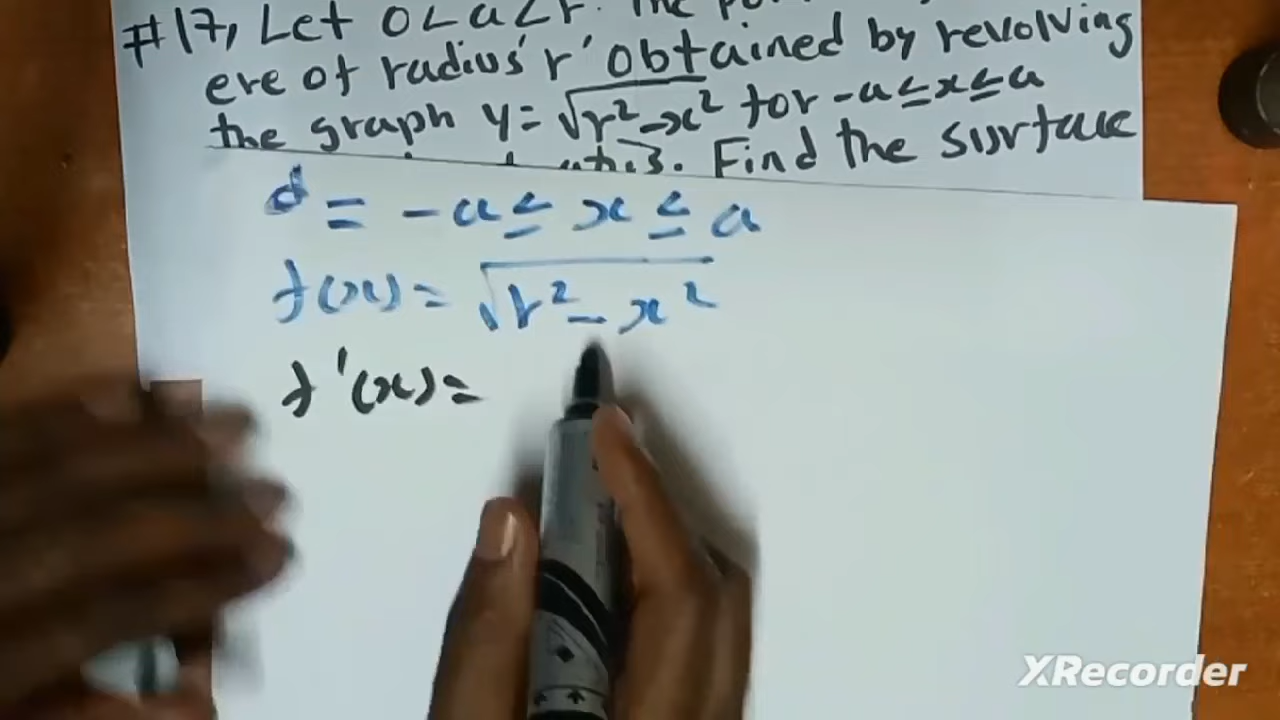 #17, Let 0<a<r. The
ere of radius 'r' obtained by revolving
the graph y=√r²-x² for -a≤x≤a
Find the surface
d = -a ≤ x ≤ a
f(x) = √r²-x²
f'(x)=
XRecorder